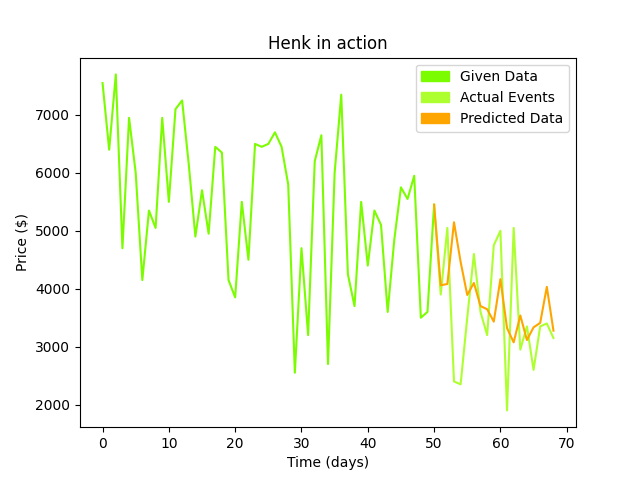 Henk in action
Given Data
Actual Events
Predicted Data
Price ($)
7000
6000
5000
4000
3000
2000
0 10 20 30 40 50 60 70
Time (days)